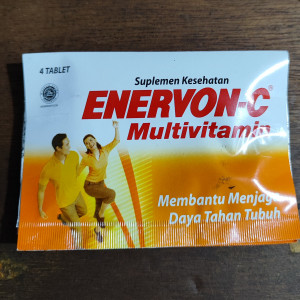 4 TABLET
Suplemen Kesehatan
ENERVON-C®
Multivitamin
Membantu Menjaga
Daya Tahan Tubuh